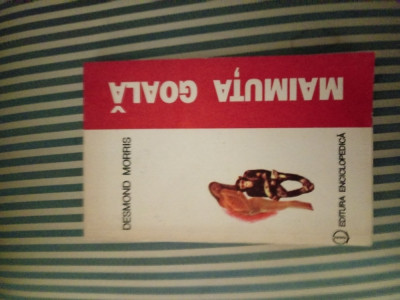 DESMOND MORRIS
MAIMUȚA GOALĂ
EDITURA ENCICLOPEDICĂ